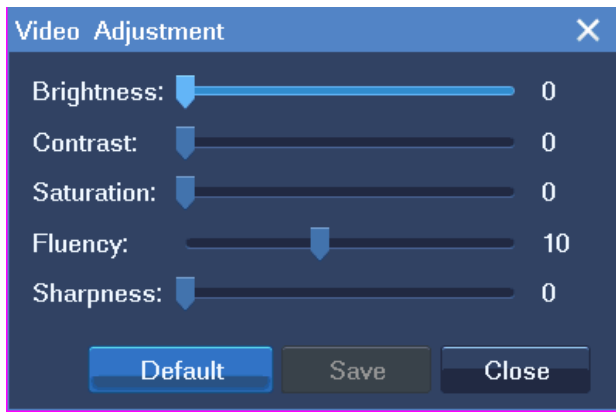 Video Adjustment
Brightness: 0
Contrast: 0
Saturation: 0
Fluency: 10
Sharpness: 0
Default Save Close